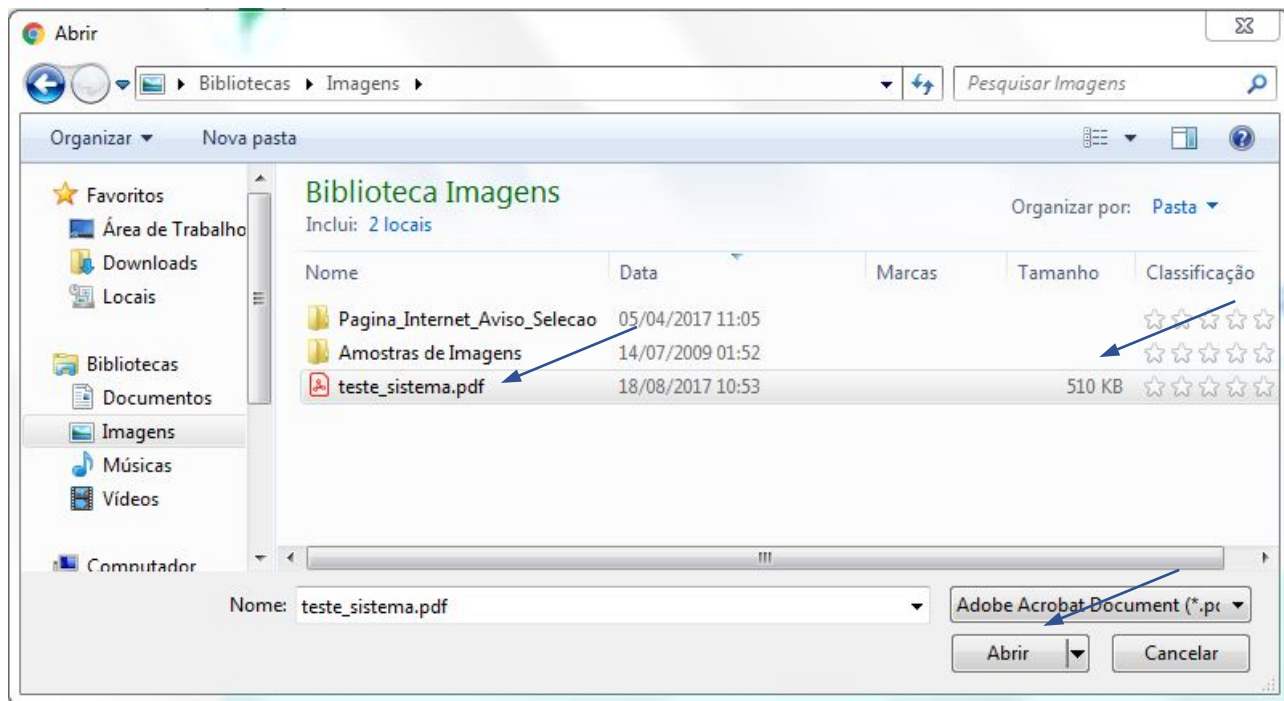 Abrir
Bibliotecas Imagens Pesquisar Imagens
Organizar Nova pasta
Favoritos
Área de Trabalho
Downloads
Locais
Bibliotecas
Documentos
Imagens
Músicas
Vídeos
Computador
Biblioteca Imagens
Inclui: 2 locais
Organizar por: Pasta
Nome Data Marcas Tamanho Classificação
Pagina_Internet_Aviso_Selecao 05/04/2017 11:05
Amostras de Imagens 14/07/2009 01:52
teste_sistema.pdf 18/08/2017 10:53 510 KB
Nome: teste_sistema.pdf Adobe Acrobat Document (*.pd
Abrir Cancelar